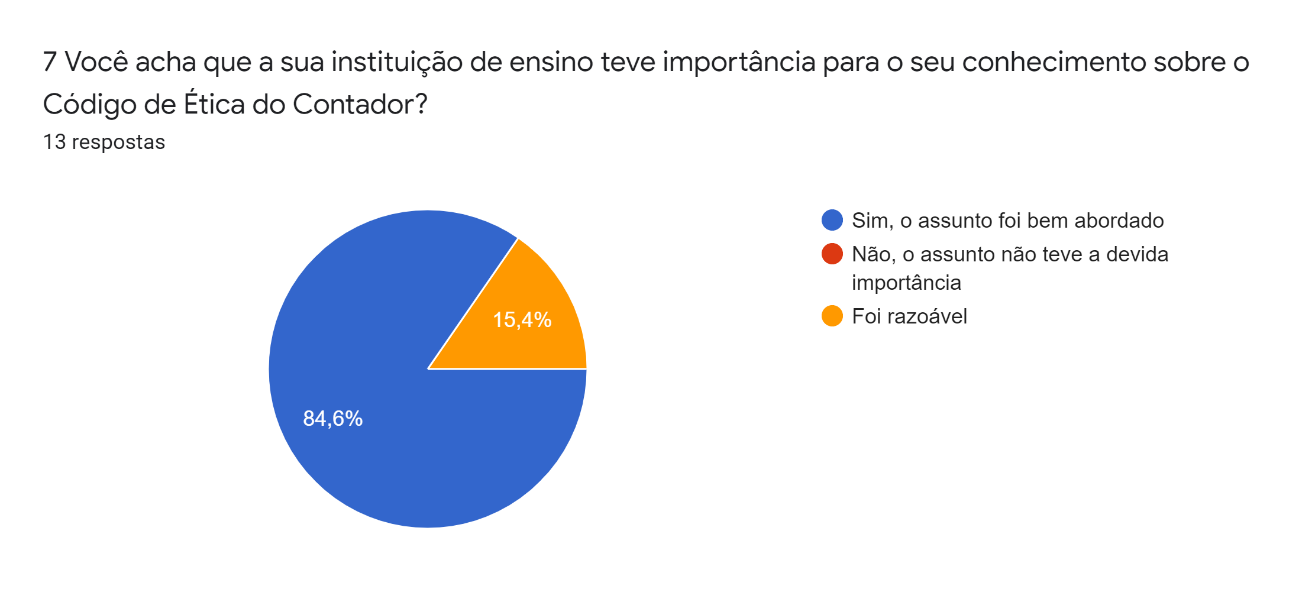 7 Você acha que a sua instituição de ensino teve importância para o seu conhecimento sobre o
Código de Ética do Contador?
13 respostas
Sim, o assunto foi bem abordado
Não, o assunto não teve a devida
importância
Foi razoável
15,4%
84,6%